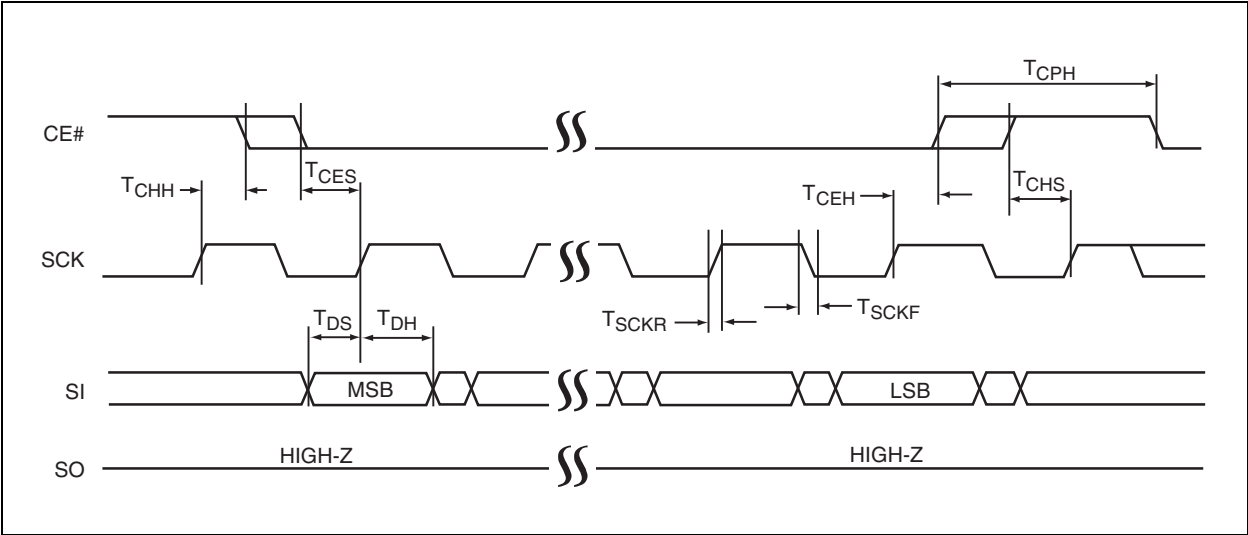 TCPH
CE#
TCHH
TCES
TCEH
TCHS
SCK
TSCKR
TSCKF
TDS
TDH
SI
MSB
LSB
SO
HIGH-Z
HIGH-Z